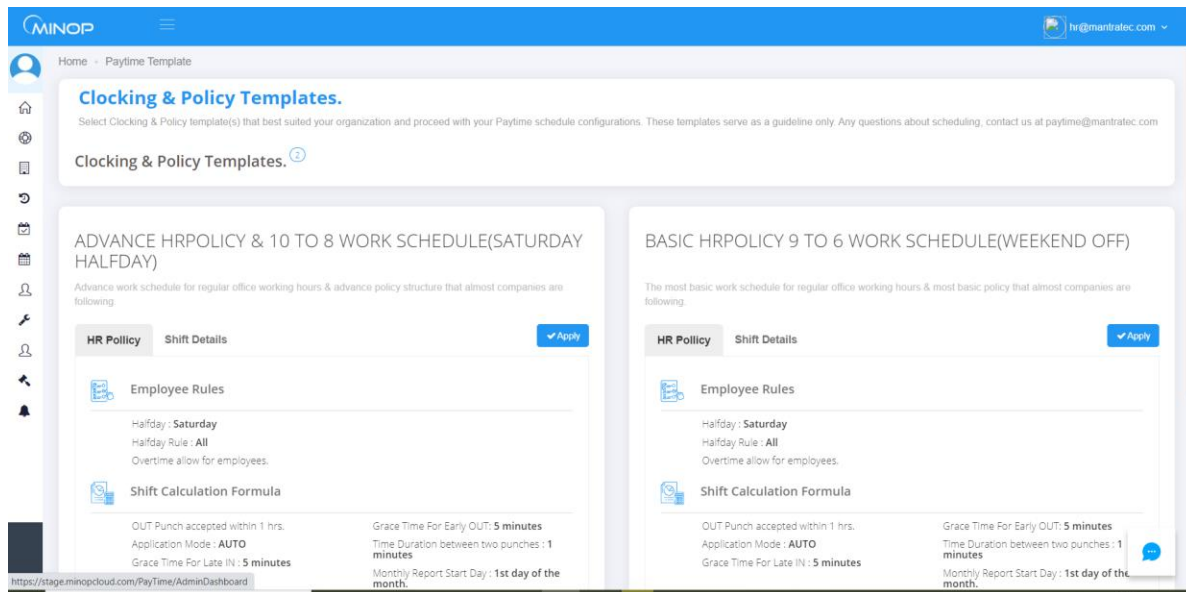 MINOP
hr@mantratec.com
Home - Paytime Template
Clocking & Policy Templates.
Select Clocking & Policy template(s) that best suited your organization and proceed with your Paytime schedule configurations. These templates serve as a guideline only. Any questions about scheduling, contact us at paytime@mantratec.com
Clocking & Policy Templates. 2
ADVANCE HRPOLICY & 10 TO 8 WORK SCHEDULE(SATURDAY
HALFDAY)
Advance work schedule for regular office working hours & advance policy structure that almost companies are
following.
HR Pollicy Shift Details Apply
Employee Rules
Halfday : Saturday
Halfday Rule : All
Overtime allow for employees.
Shift Calculation Formula
OUT Punch accepted within 1 hrs.
Application Mode : AUTO
Grace Time For Late IN : 5 minutes
Grace Time For Early OUT: 5 minutes
Time Duration between two punches : 1
minutes
Monthly Report Start Day : 1st day of the
month.
BASIC HRPOLICY 9 TO 6 WORK SCHEDULE(WEEKEND OFF)
The most basic work schedule for regular office working hours & most basic policy that almost companies are
following.
HR Pollicy Shift Details Apply
Employee Rules
Halfday : Saturday
Halfday Rule : All
Overtime allow for employees.
Shift Calculation Formula
OUT Punch accepted within 1 hrs.
Application Mode : AUTO
Grace Time For Late IN : 5 minutes
Grace Time For Early OUT: 5 minutes
Time Duration between two punches : 1
minutes
Monthly Report Start Day : 1st day of the
month.
https://stage.minopcloud.com/PayTime/AdminDashboard